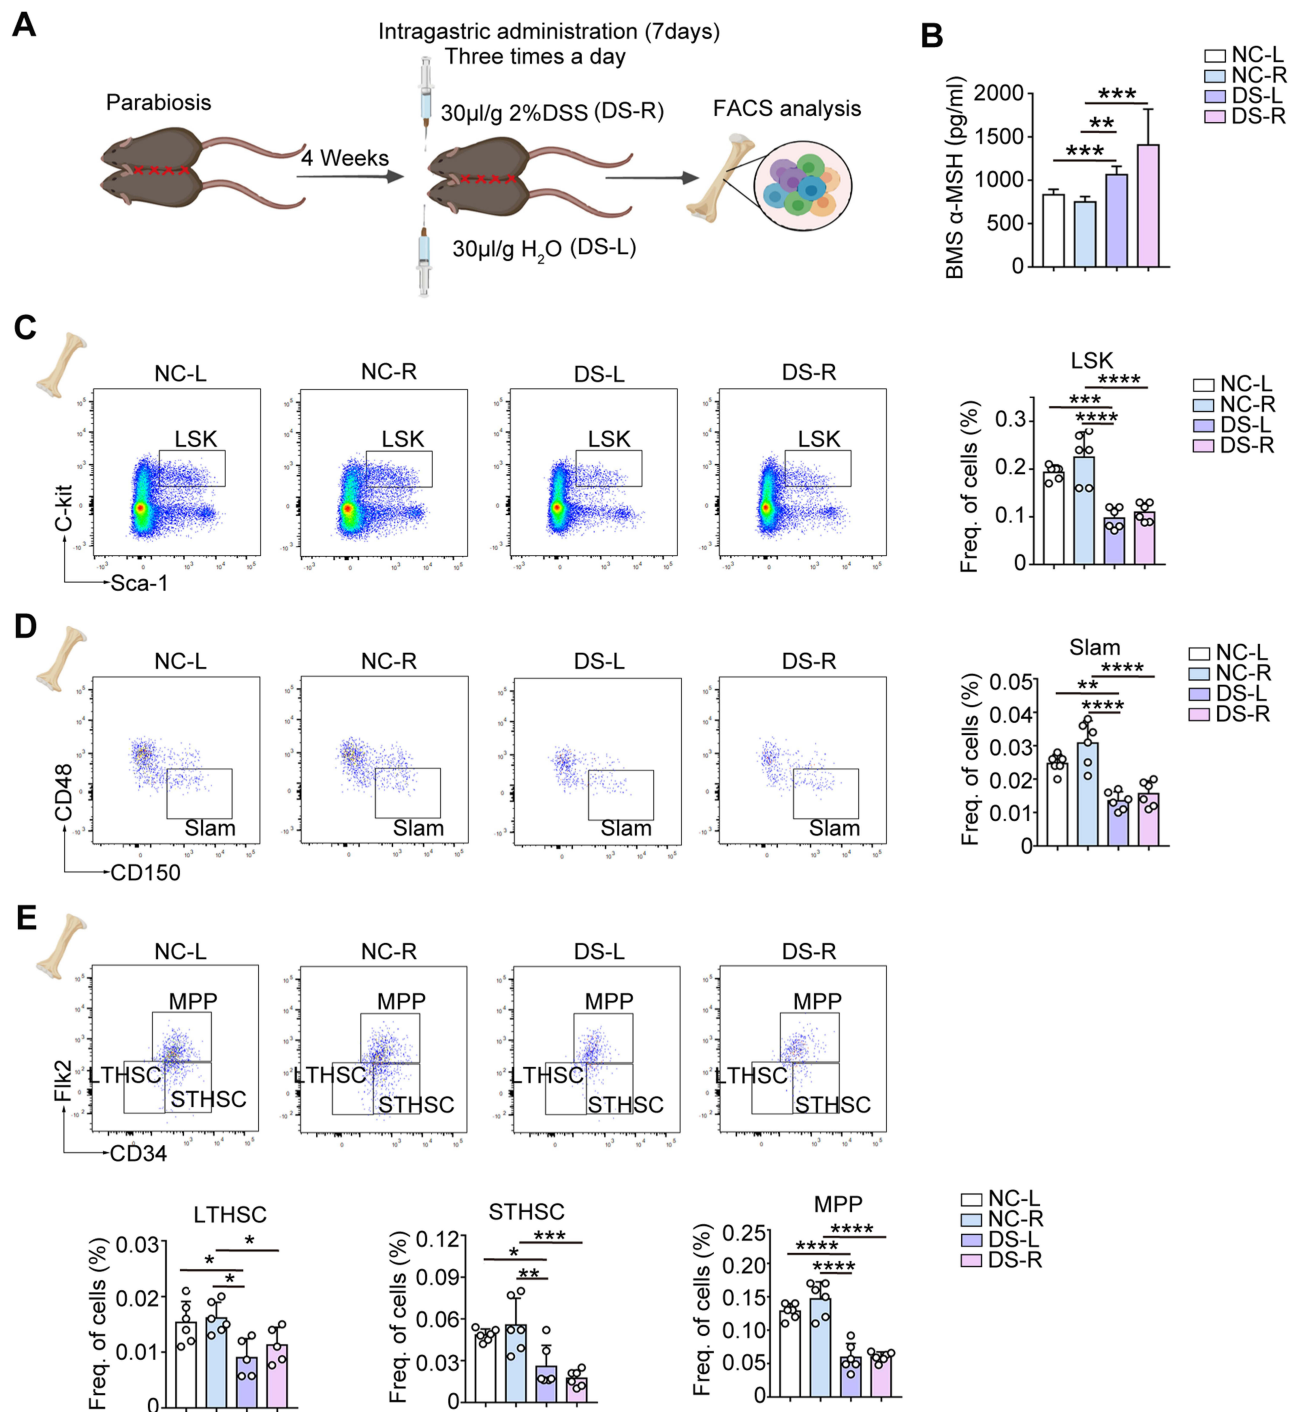 A
Intragastric administration (7days)
Three times a day
Parabiosis
30μl/g 2%DSS (DS-R)
FACS analysis
4 Weeks
30μl/g H2O (DS-L)
B
NC-L
NC-R
DS-L
DS-R
BMS α-MSH (pg/ml)
2000
1500
1000
500
0
***
**
***
C
NC-L
NC-R
DS-L
DS-R
LSK
LSK
LSK
LSK
C-kit
Sca-1
LSK
NC-L
NC-R
DS-L
DS-R
Freq. of cells (%)
0.3
0.2
0.1
0
****
***
****
D
NC-L
NC-R
DS-L
DS-R
Slam
Slam
Slam
Slam
CD48
CD150
Slam
NC-L
NC-R
DS-L
DS-R
Freq. of cells (%)
0.05
0.04
0.03
0.02
0.01
0
****
**
****
E
NC-L
NC-R
DS-L
DS-R
MPP
MPP
MPP
MPP
LTHSC
LTHSC
LTHSC
LTHSC
STHSC
STHSC
STHSC
STHSC
Flk2
CD34
LTHSC
Freq. of cells (%)
0.03
0.02
0.01
0
*
*
*
STHSC
Freq. of cells (%)
0.12
0.09
0.06
0.03
0
***
*
**
MPP
Freq. of cells (%)
0.25
0.20
0.15
0.10
0.05
0
****
****
****
NC-L
NC-R
DS-L
DS-R